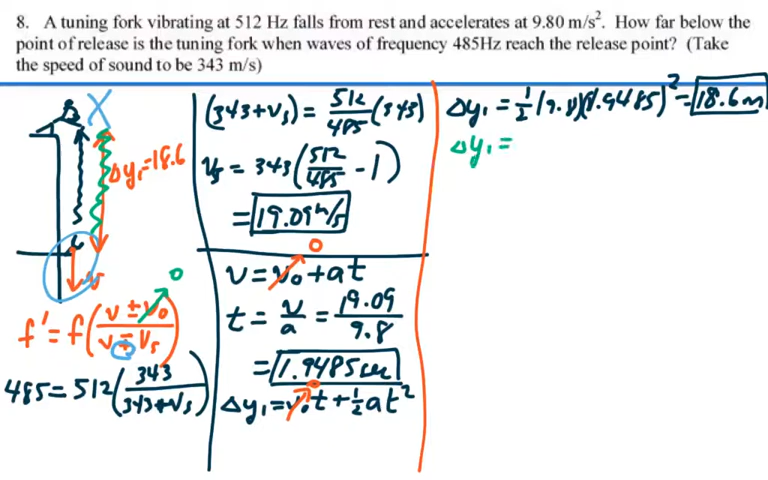 8. A tuning fork vibrating at 512 Hz falls from rest and accelerates at 9.80 m/s². How far below the
point of release is the tuning fork when waves of frequency 485Hz reach the release point? (Take
the speed of sound to be 343 m/s)
X
Δy₁=18.6
f' = f(v ± v₀ / v ∓ vₛ)
0
485=512(343 / 343+vₛ)
(343+vₛ) = 512/485 (343)
vₛ = 343(512/485 - 1)
= 19.09 m/s
v = v₀ + at
0
t = v/a = 19.09/9.8
= 1.9485 sec
Δy₁ = v₀t + ½at²
Δy₁ = ½(9.8)(1.9485)² = 18.6m
Δy₁ =